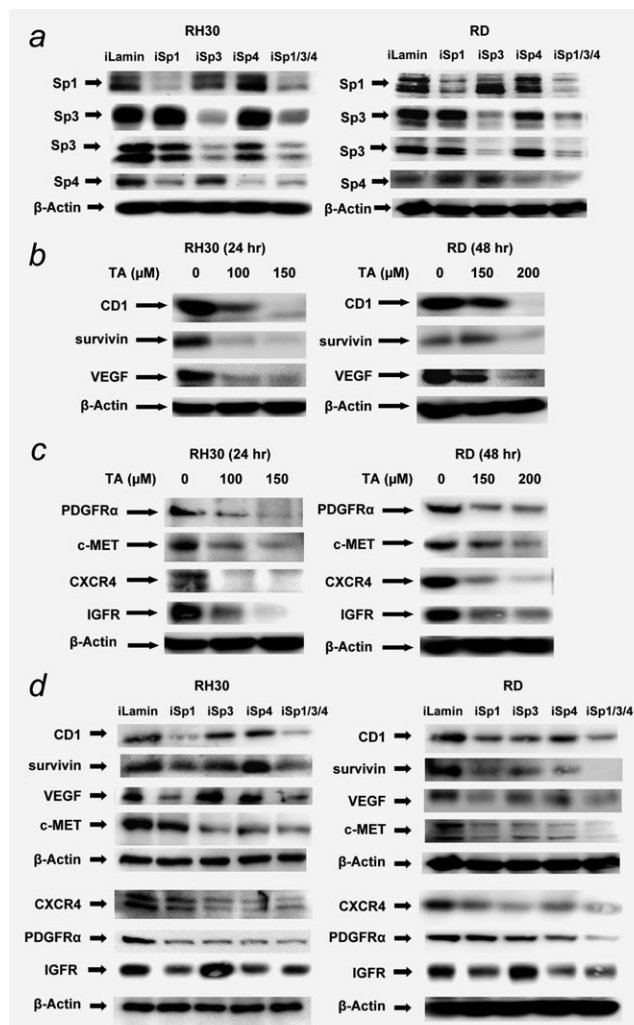 a
RH30
iLamin iSp1 iSp3 iSp4 iSp1/3/4
Sp1
Sp3
Sp3
Sp4
β-Actin
RD
iLamin iSp1 iSp3 iSp4 iSp1/3/4
Sp1
Sp3
Sp3
Sp4
β-Actin
b
RH30 (24 hr)
TA (µM) 0 100 150
CD1
survivin
VEGF
β-Actin
RD (48 hr)
TA (µM) 0 150 200
CD1
survivin
VEGF
β-Actin
c
RH30 (24 hr)
TA (µM) 0 100 150
PDGFRα
c-MET
CXCR4
IGFR
β-Actin
RD (48 hr)
TA (µM) 0 150 200
PDGFRα
c-MET
CXCR4
IGFR
β-Actin
d
RH30
iLamin iSp1 iSp3 iSp4 iSp1/3/4
CD1
survivin
VEGF
c-MET
β-Actin
CXCR4
PDGFRα
IGFR
β-Actin
RD
iLamin iSp1 iSp3 iSp4 iSp1/3/4
CD1
survivin
VEGF
c-MET
β-Actin
CXCR4
PDGFRα
IGFR
β-Actin